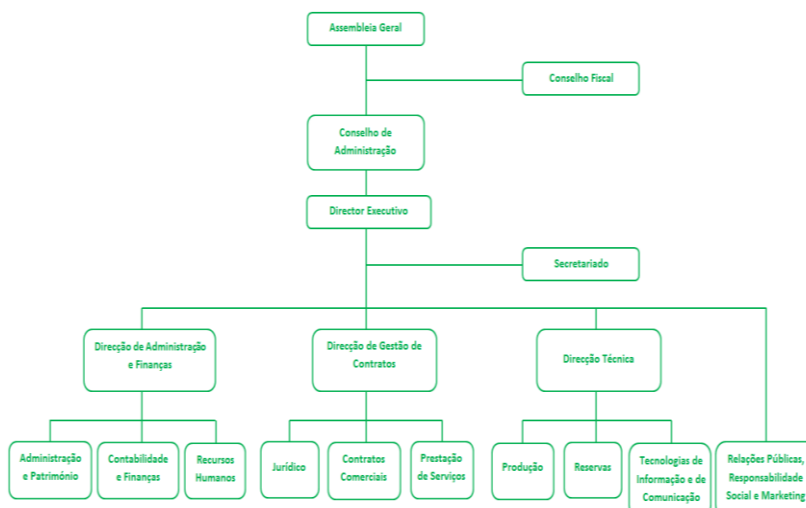 Assembleia Geral
Conselho Fiscal
Conselho de
Administração
Director Executivo
Secretariado
Direcção de Administração
e Finanças
Direcção de Gestão de
Contratos
Direcção Técnica
Administração
e Património
Contabilidade
e Finanças
Recursos
Humanos
Jurídico
Contratos
Comerciais
Prestação
de Serviços
Produção
Reservas
Tecnologias de
Informação e de
Comunicação
Relações Públicas,
Responsabilidade
Social e Marketing